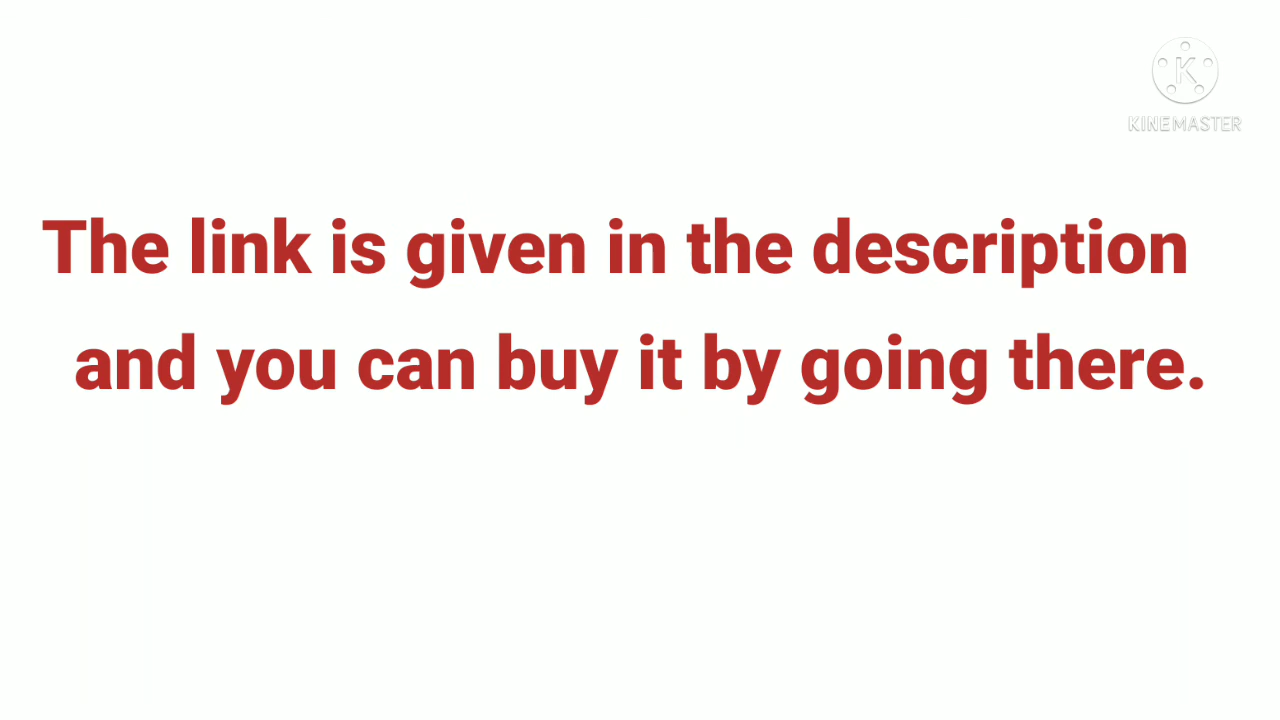 KINEMASTER
The link is given in the description
and you can buy it by going there.